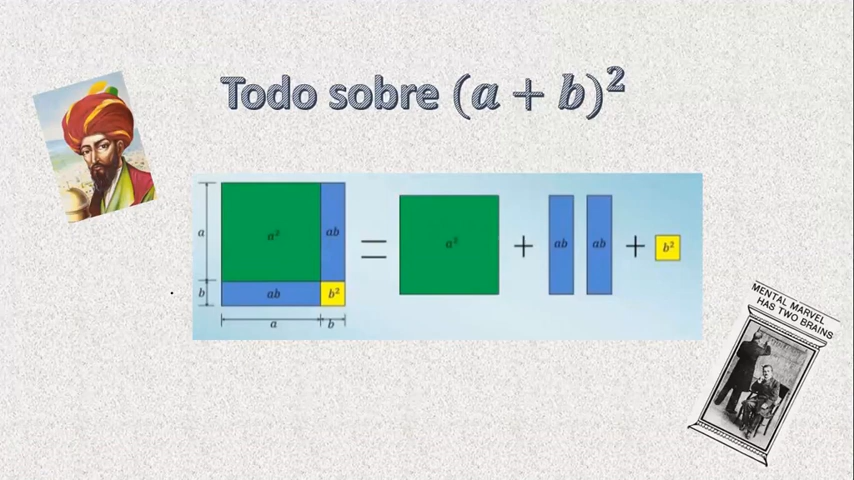 Todo sobre (a + b)²
a
a²
ab
b
ab
b²
a
b
=
a²
+
ab
ab
+
b²
MENTAL MARVEL
HAS TWO BRAINS